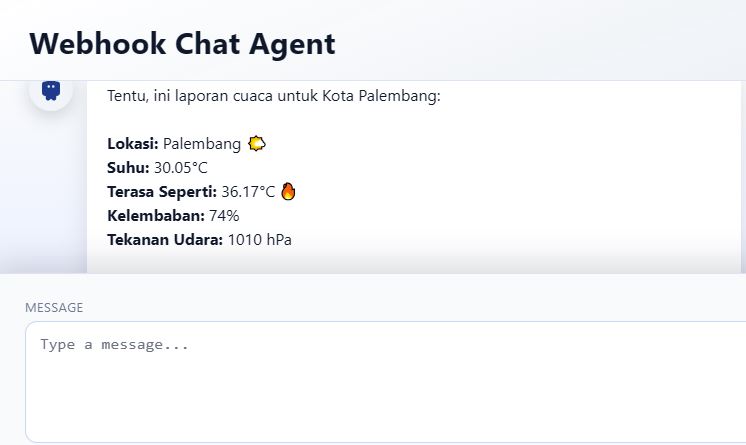 Webhook Chat Agent
Tentu, ini laporan cuaca untuk Kota Palembang:
Lokasi: Palembang 🌤️
Suhu: 30.05°C
Terasa Seperti: 36.17°C 🔥
Kelembaban: 74%
Tekanan Udara: 1010 hPa
MESSAGE
Type a message...